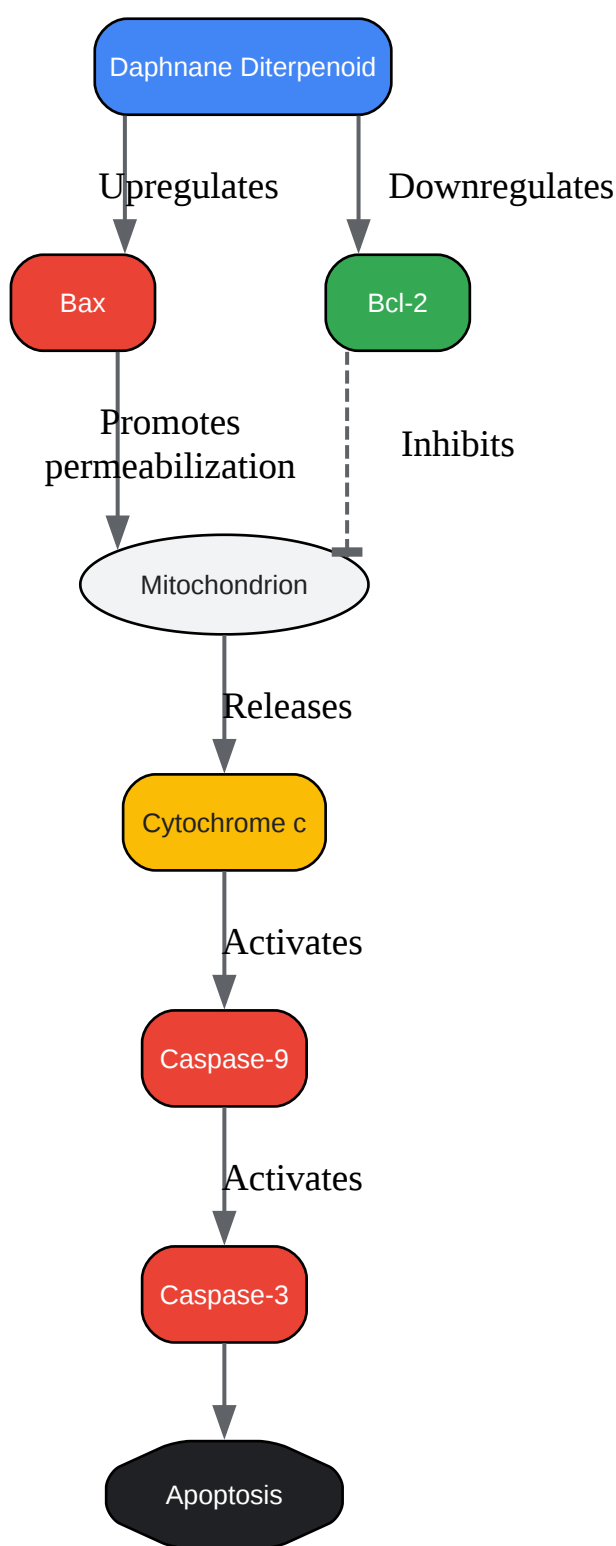 Daphnane Diterpenoid
Upregulates
Downregulates
Bax
Bcl-2
Promotes
permeabilization
Inhibits
Mitochondrion
Releases
Cytochrome c
Activates
Caspase-9
Activates
Caspase-3
Apoptosis